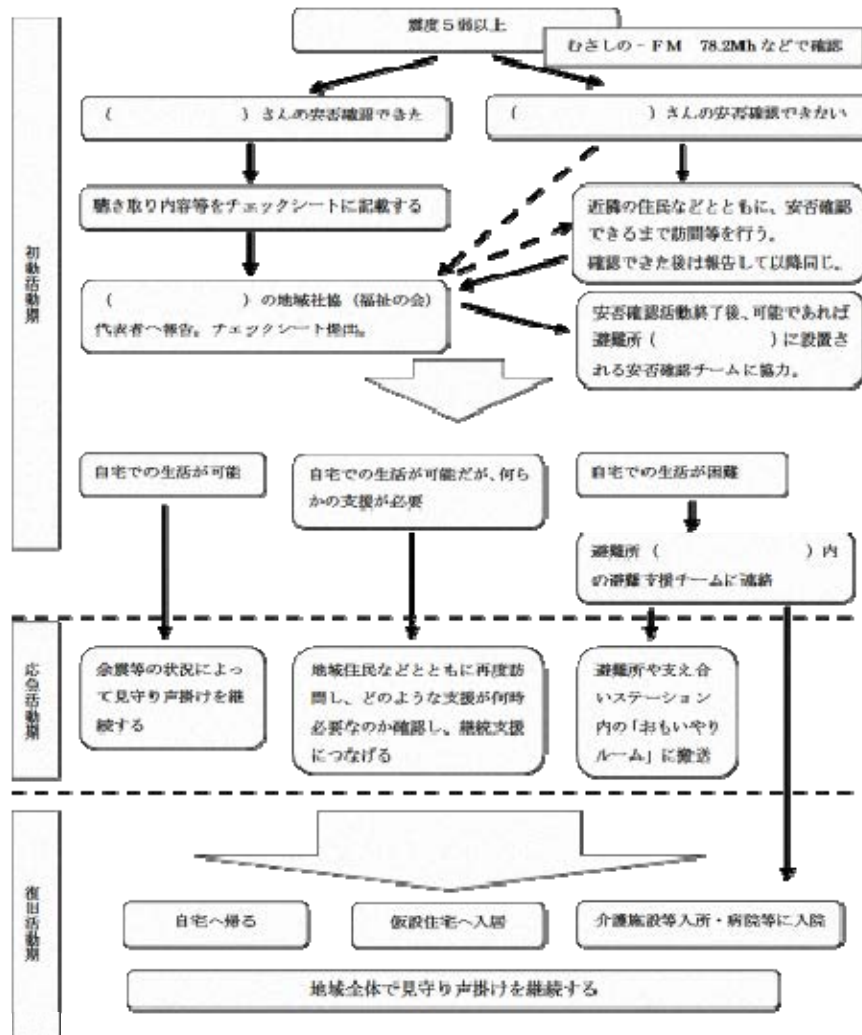 震度５弱以上
むさしの‐ＦＭ　78.2Mhなどで確認
（　　　　　　　　　）さんの安否確認できた
（　　　　　　　　　）さんの安否確認できない
聴き取り内容等をチェックシートに記載する
近隣の住民などとともに、安否確認
できるまで訪問等を行う。
確認できた後は報告して以降同じ。
（　　　　　　　　　）の地域社協（福祉の会）
代表者へ報告。チェックシート提出。
安否確認活動終了後、可能であれば
避難所（　　　　　　　　）に設置さ
れる安否確認チームに協力。
初動活動期
自宅での生活が可能
自宅での生活が可能だが、何ら
かの支援が必要
自宅での生活が困難
避難所（　　　　　　　　　）内
の避難支援チームに連絡
応急活動期
余震等の状況によっ
て見守り声掛けを継
続する
地域住民などとともに再度訪
問し、どのような支援が何時
必要なのか確認し、継続支援
につなげる
避難所や支え合
いステーション
内の「おもいやり
ルーム」に搬送
復旧活動期
自宅へ帰る
仮設住宅へ入居
介護施設等入所・病院等に入院
地域全体で見守り声掛けを継続する